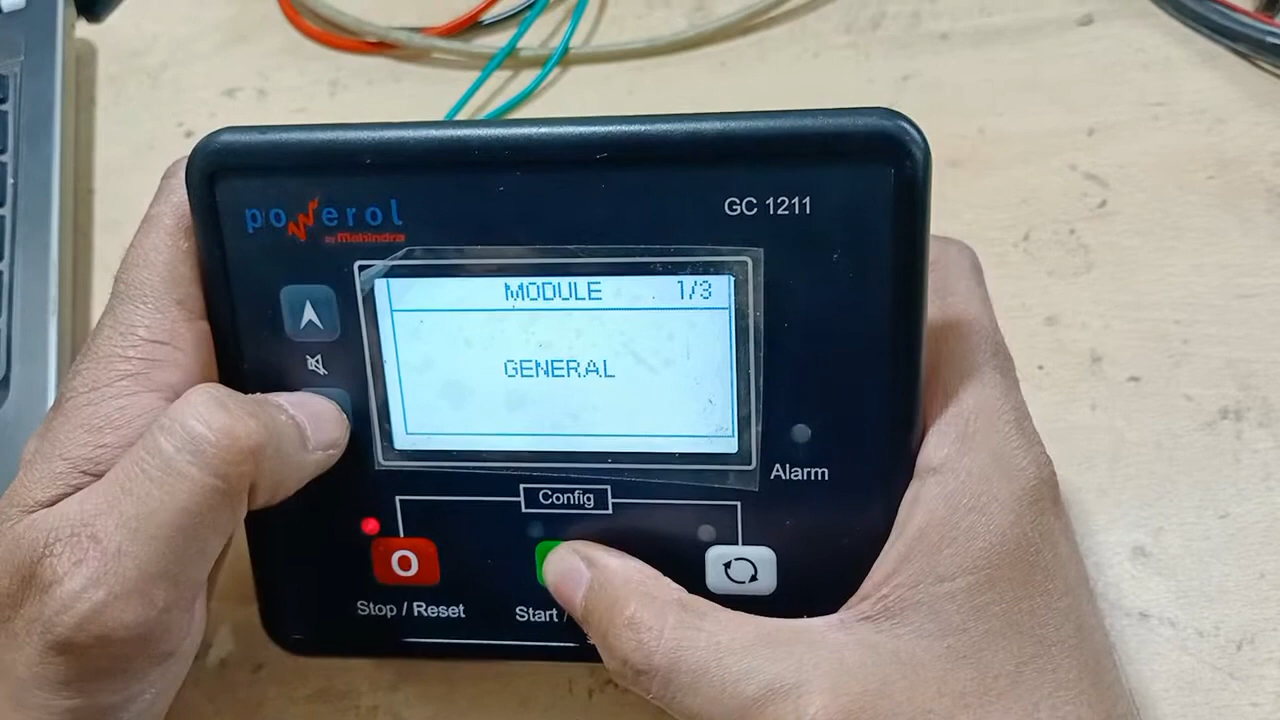 powerol
by Mahindra
GC 1211
MODULE 1/3
GENERAL
Alarm
Config
Stop / Reset
Start /